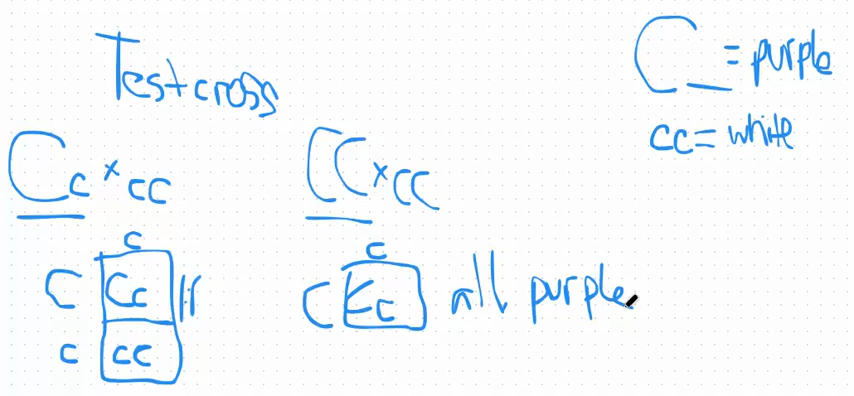 Testcross
C_ = purple
cc = white
Cc × cc
CC × cc
c
C Cc 1:1
c cc
c
C Cc all purple